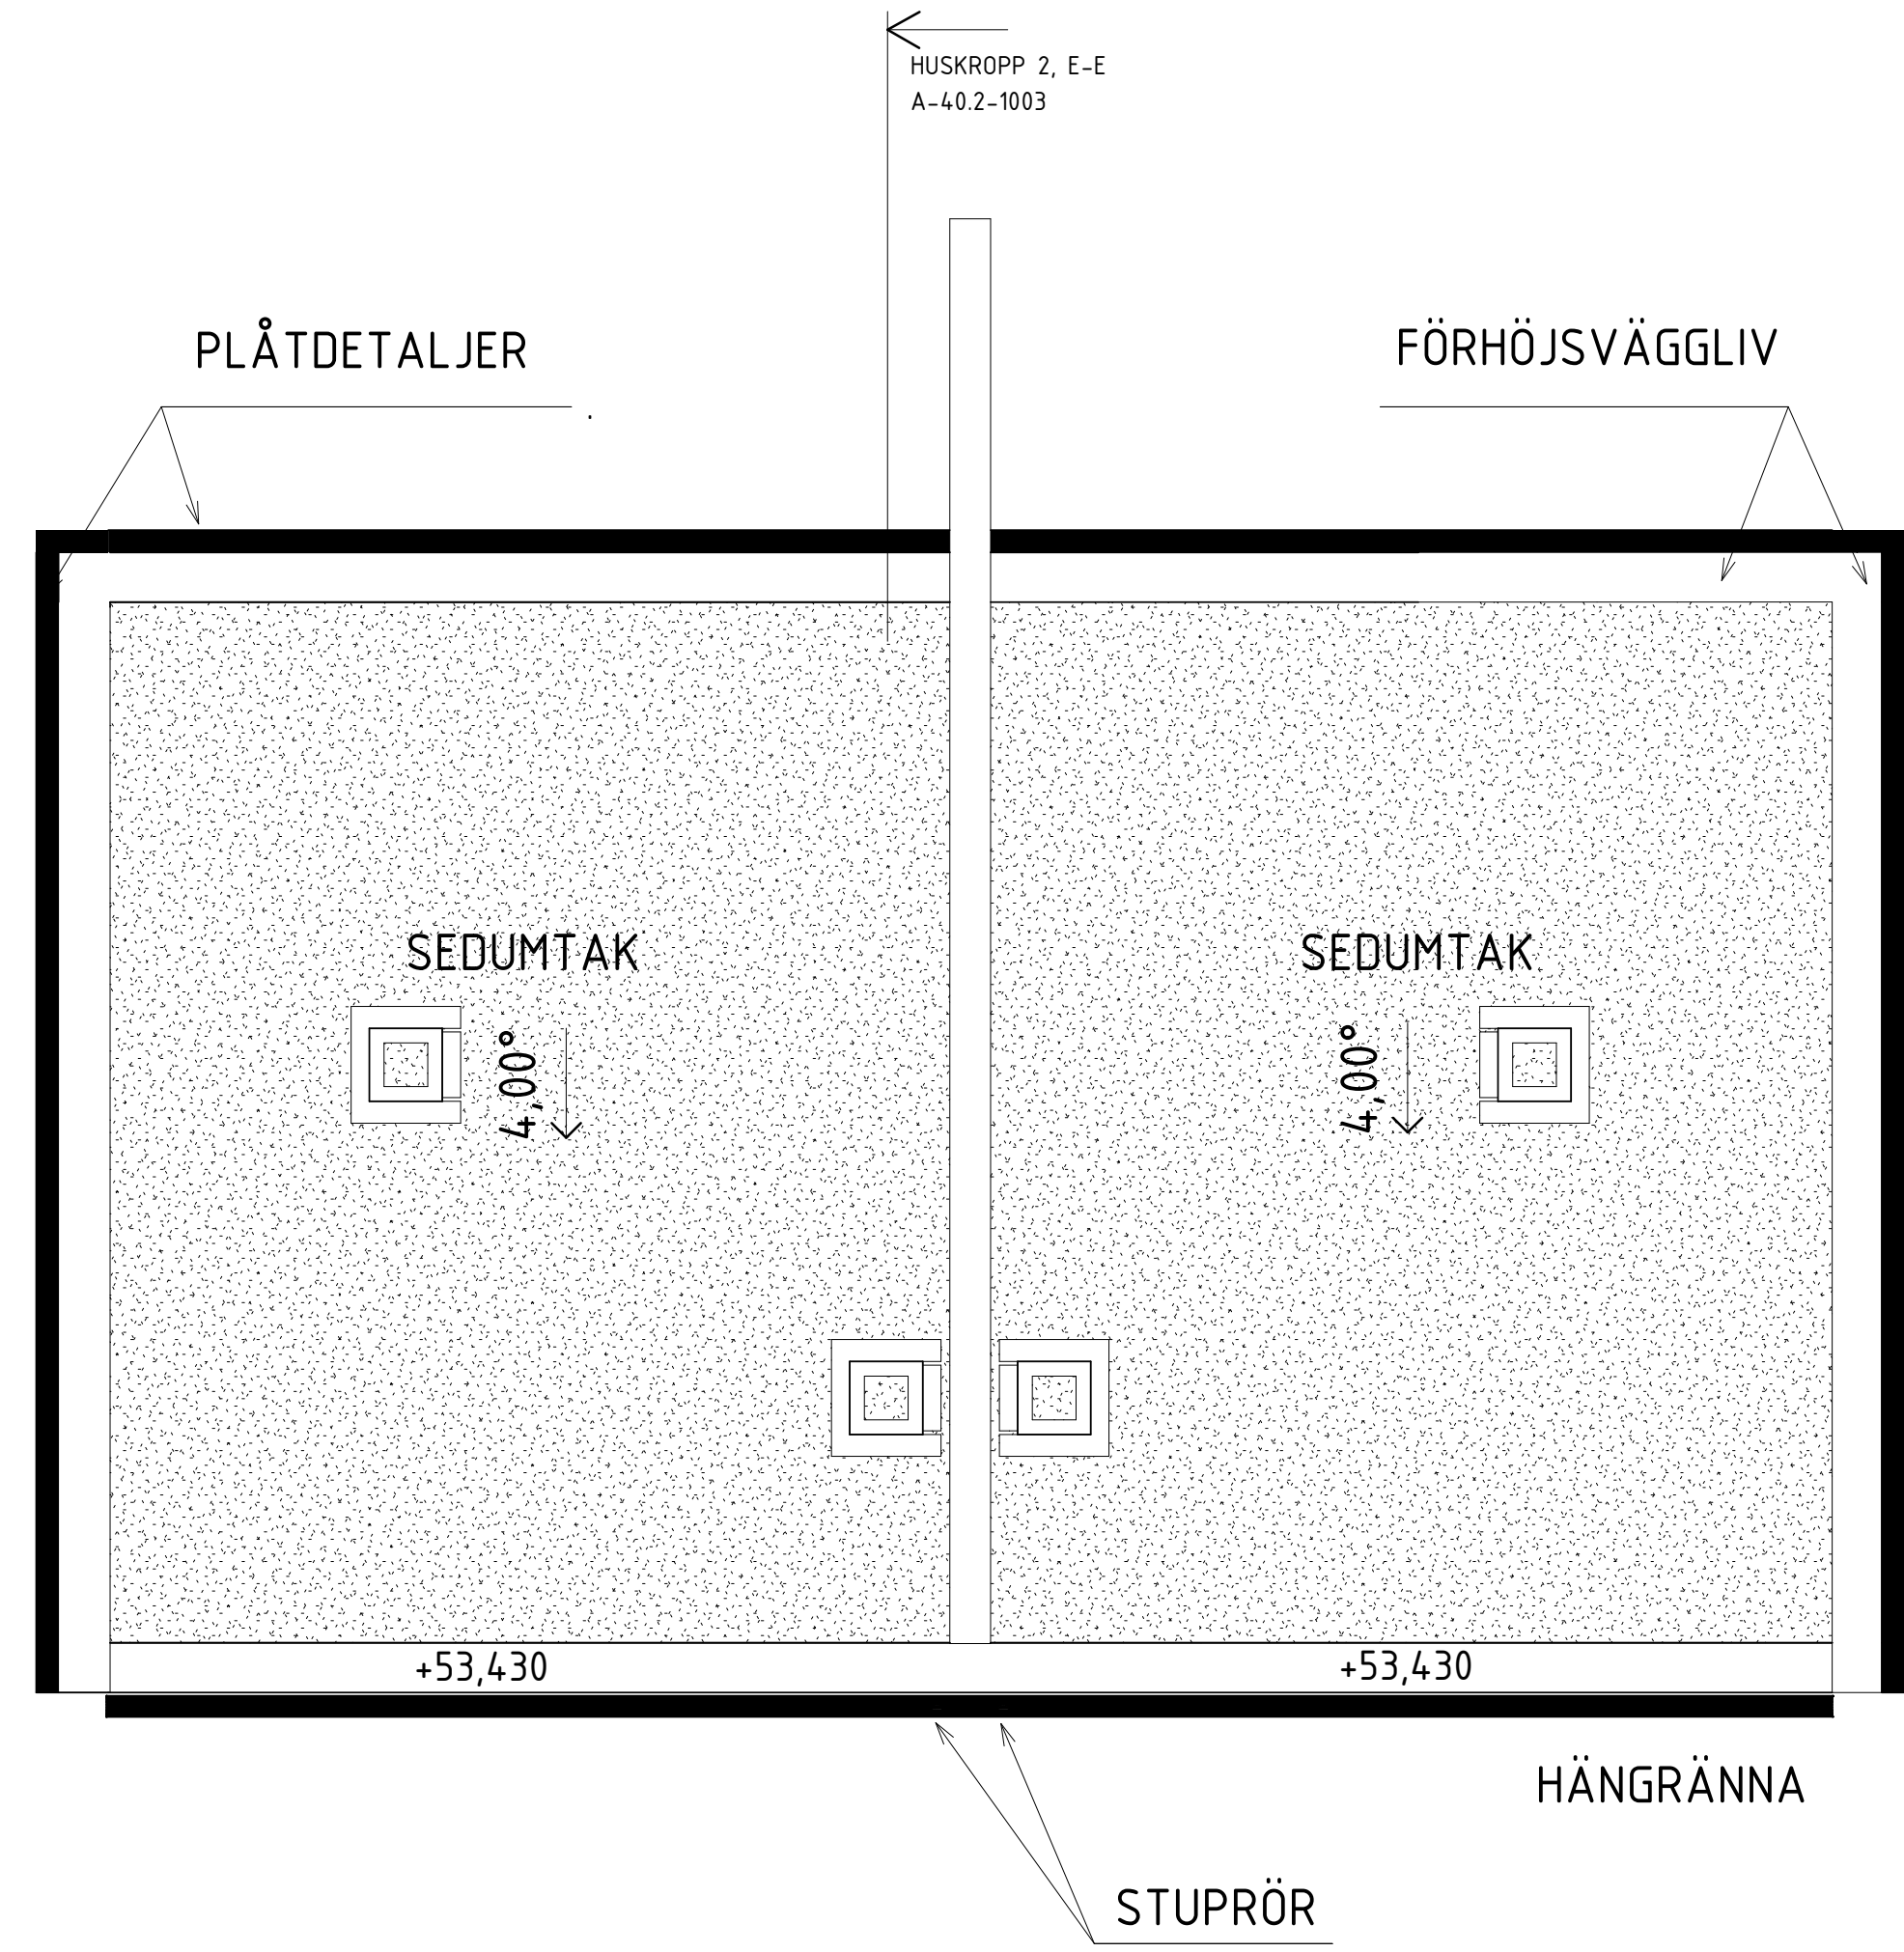 HUSKROPP 2, E-E
A-40.2-1003
PLÅTDETALJER
FÖRHÖJSVÄGGLIV
SEDUMTAK
SEDUMTAK
4,00°
4,00°
+53,430
+53,430
HÄNGRÄNNA
STUPRÖR